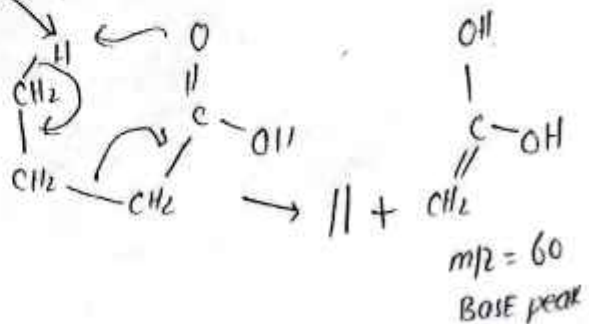 H O OH
CH2 C OH C OH
CH2 CH2 + CH2
m/z = 60
BASE peak